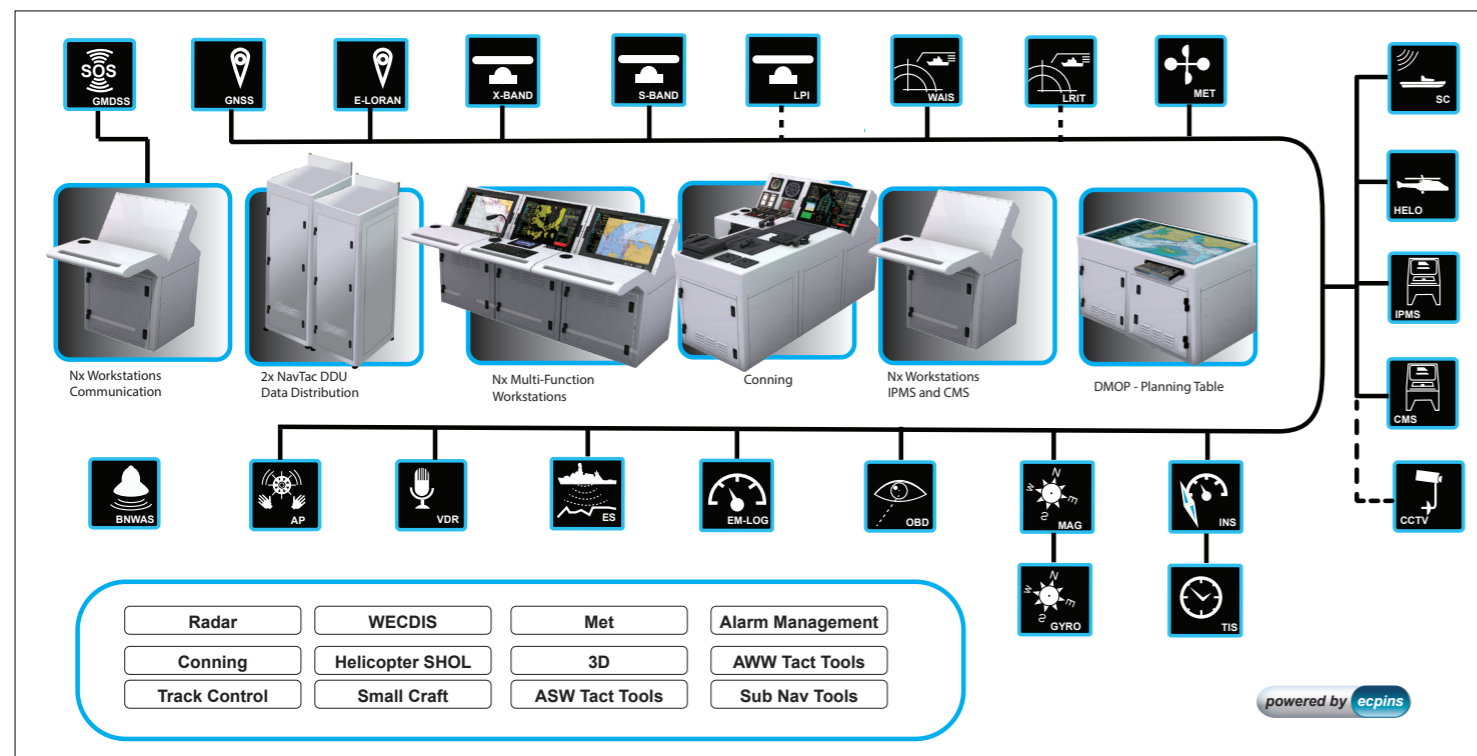 SOS
GMDSS
GNSS
E-LORAN
X-BAND
S-BAND
LPI
WAIS
LRIT
MET
SC
HELO
IPMS
CMS
CCTV
Nx Workstations
Communication
2x NavTac DDU
Data Distribution
Nx Multi-Function
Workstations
Conning
Nx Workstations
IPMS and CMS
DMOP - Planning Table
BNWAS
AP
VDR
ES
EM-LOG
OBD
N
W E
S
MAG
INS
N
W E
S
GYRO
TIS
Radar
WECDIS
Met
Alarm Management
Conning
Helicopter SHOL
3D
AWW Tact Tools
Track Control
Small Craft
ASW Tact Tools
Sub Nav Tools
powered by ecpins